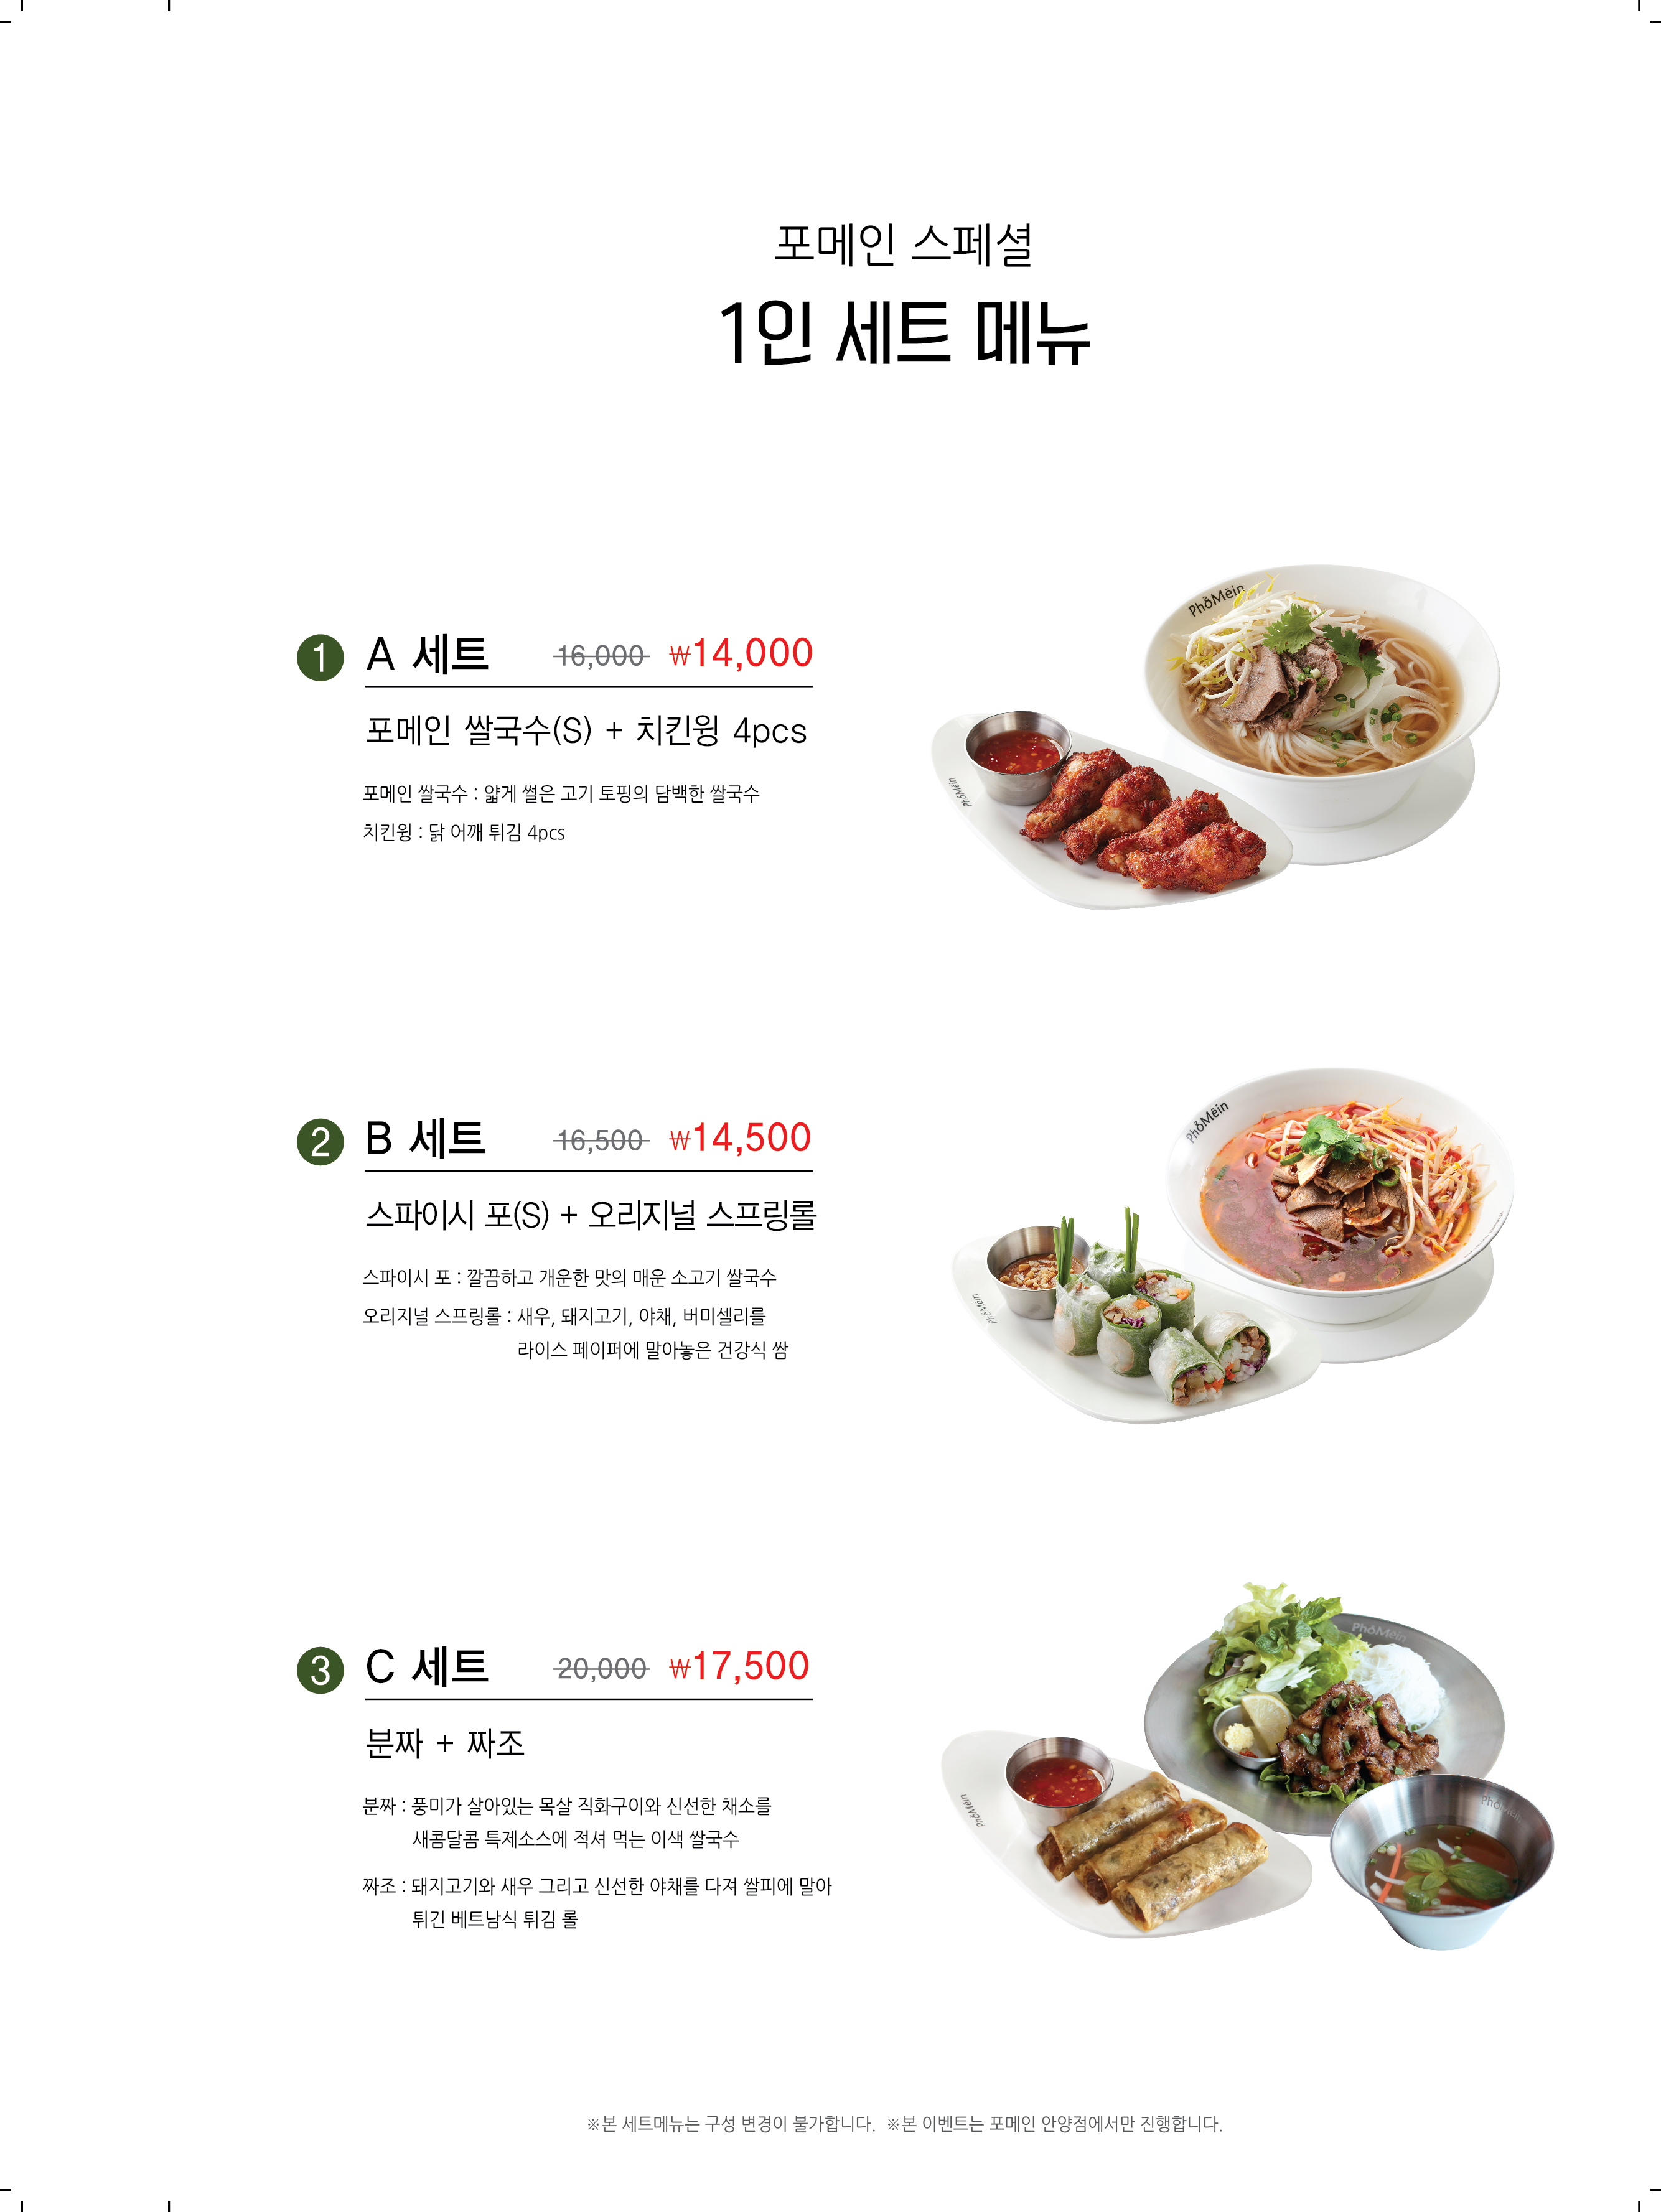 포메인 스페셜
1인 세트 메뉴
PhỏMēin
1 A 세트 16,000 ₩14,000
포메인 쌀국수(S) + 치킨윙 4pcs
PhỏMēin
포메인 쌀국수 : 얇게 썰은 고기 토핑의 담백한 쌀국수
치킨윙 : 닭 어깨 튀김 4pcs
PhỏMēin
2 B 세트 16,500 ₩14,500
스파이시 포(S) + 오리지널 스프링롤
스파이시 포 : 깔끔하고 개운한 맛의 매운 소고기 쌀국수
PhỏMēin
오리지널 스프링롤 : 새우, 돼지고기, 야채, 버미셀리를
라이스 페이퍼에 말아놓은 건강식 쌈
PhỏMēin
3 C 세트 20,000 ₩17,500
분짜 + 짜조
PhỏMēin
PhỏMēin
분짜 : 풍미가 살아있는 목살 직화구이와 신선한 채소를
새콤달콤 특제소스에 적셔 먹는 이색 쌀국수
짜조 : 돼지고기와 새우 그리고 신선한 야채를 다져 쌀피에 말아
튀긴 베트남식 튀김 롤
※본 세트메뉴는 구성 변경이 불가합니다. ※본 이벤트는 포메인 안양점에서만 진행합니다.